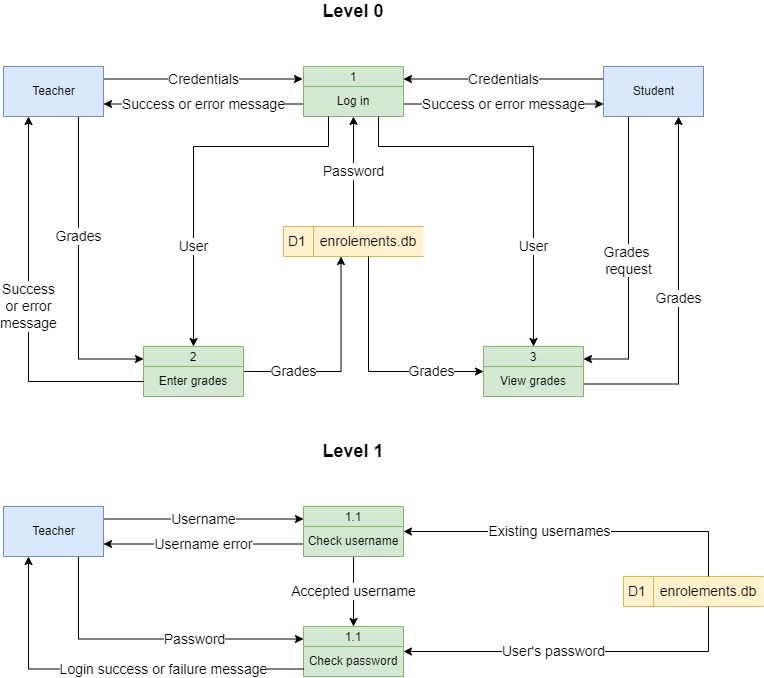 Level 0
Teacher
Credentials
Success or error message
1
Log in
Credentials
Success or error message
Student
Password
D1
enrolements.db
Grades
User
User
Grades
request
Success
or error
message
Grades
2
Enter grades
Grades
Grades
3
View grades
Level 1
Teacher
Username
Username error
1.1
Check username
Existing usernames
Accepted username
D1
enrolements.db
Password
Login success or failure message
1.1
Check password
User's password